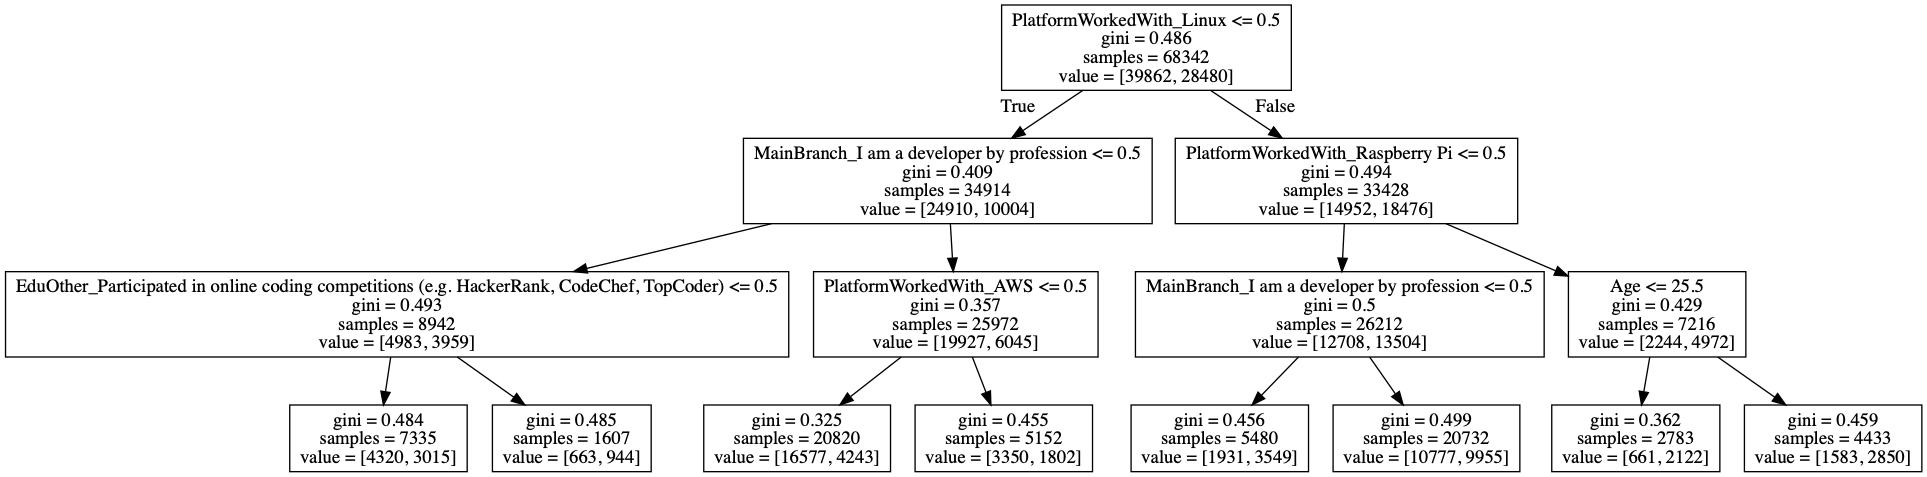 PlatformWorkedWith_Linux <= 0.5
gini = 0.486
samples = 68342
value = [39862, 28480]
True
False
MainBranch_I am a developer by profession <= 0.5
gini = 0.409
samples = 34914
value = [24910, 10004]
PlatformWorkedWith_Raspberry Pi <= 0.5
gini = 0.494
samples = 33428
value = [14952, 18476]
EduOther_Participated in online coding competitions (e.g. HackerRank, CodeChef, TopCoder) <= 0.5
gini = 0.493
samples = 8942
value = [4983, 3959]
PlatformWorkedWith_AWS <= 0.5
gini = 0.357
samples = 25972
value = [19927, 6045]
MainBranch_I am a developer by profession <= 0.5
gini = 0.5
samples = 26212
value = [12708, 13504]
Age <= 25.5
gini = 0.429
samples = 7216
value = [2244, 4972]
gini = 0.484
samples = 7335
value = [4320, 3015]
gini = 0.485
samples = 1607
value = [663, 944]
gini = 0.325
samples = 20820
value = [16577, 4243]
gini = 0.455
samples = 5152
value = [3350, 1802]
gini = 0.456
samples = 5480
value = [1931, 3549]
gini = 0.499
samples = 20732
value = [10777, 9955]
gini = 0.362
samples = 2783
value = [661, 2122]
gini = 0.459
samples = 4433
value = [1583, 2850]